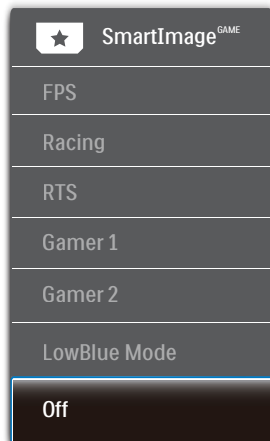 SmartImage GAME
FPS
Racing
RTS
Gamer 1
Gamer 2
LowBlue Mode
Off